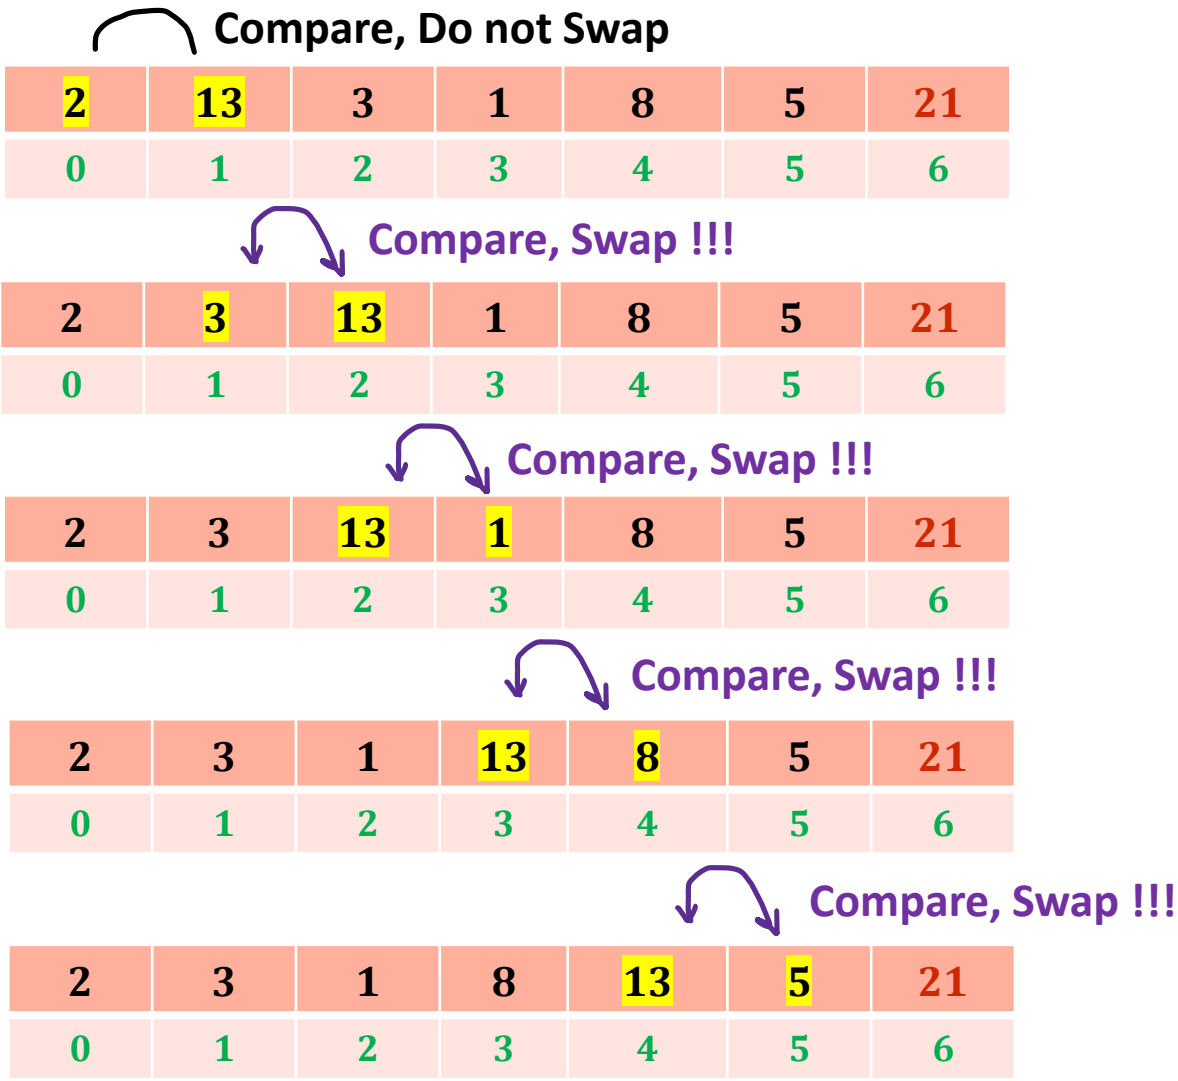 Compare, Do not Swap
2 13 3 1 8 5 21
0 1 2 3 4 5 6
Compare, Swap !!!
2 3 13 1 8 5 21
0 1 2 3 4 5 6
Compare, Swap !!!
2 3 13 1 8 5 21
0 1 2 3 4 5 6
Compare, Swap !!!
2 3 1 13 8 5 21
0 1 2 3 4 5 6
Compare, Swap !!!
2 3 1 8 13 5 21
0 1 2 3 4 5 6